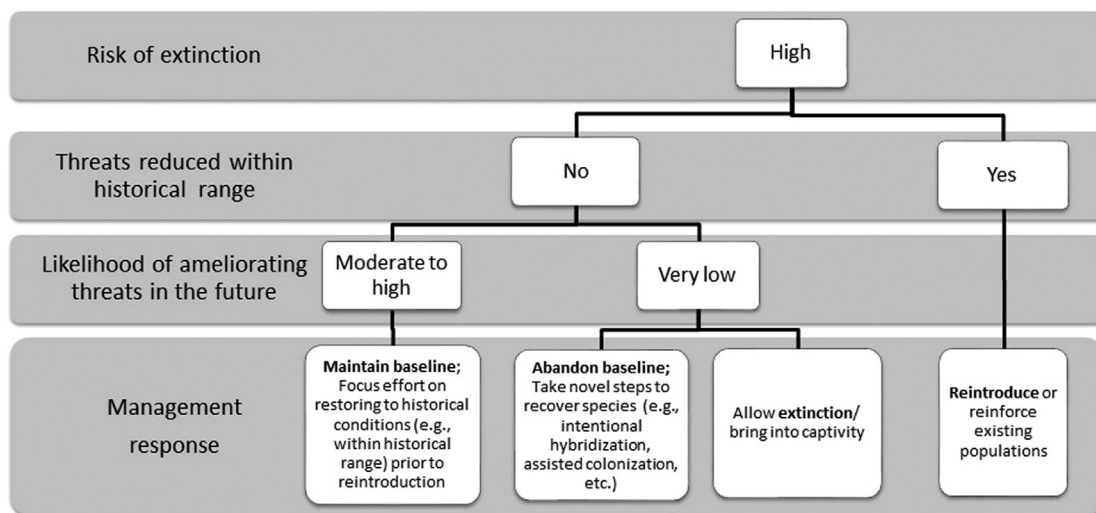 Risk of extinction
High
Threats reduced within
historical range
No
Yes
Likelihood of ameliorating
threats in the future
Moderate to
high
Very low
Management
response
Maintain baseline;
Focus effort on
restoring to historical
conditions (e.g.,
within historical
range) prior to
reintroduction
Abandon baseline;
Take novel steps to
recover species (e.g.,
intentional
hybridization,
assisted colonization,
etc.)
Allow extinction/
bring into captivity
Reintroduce or
reinforce
existing
populations